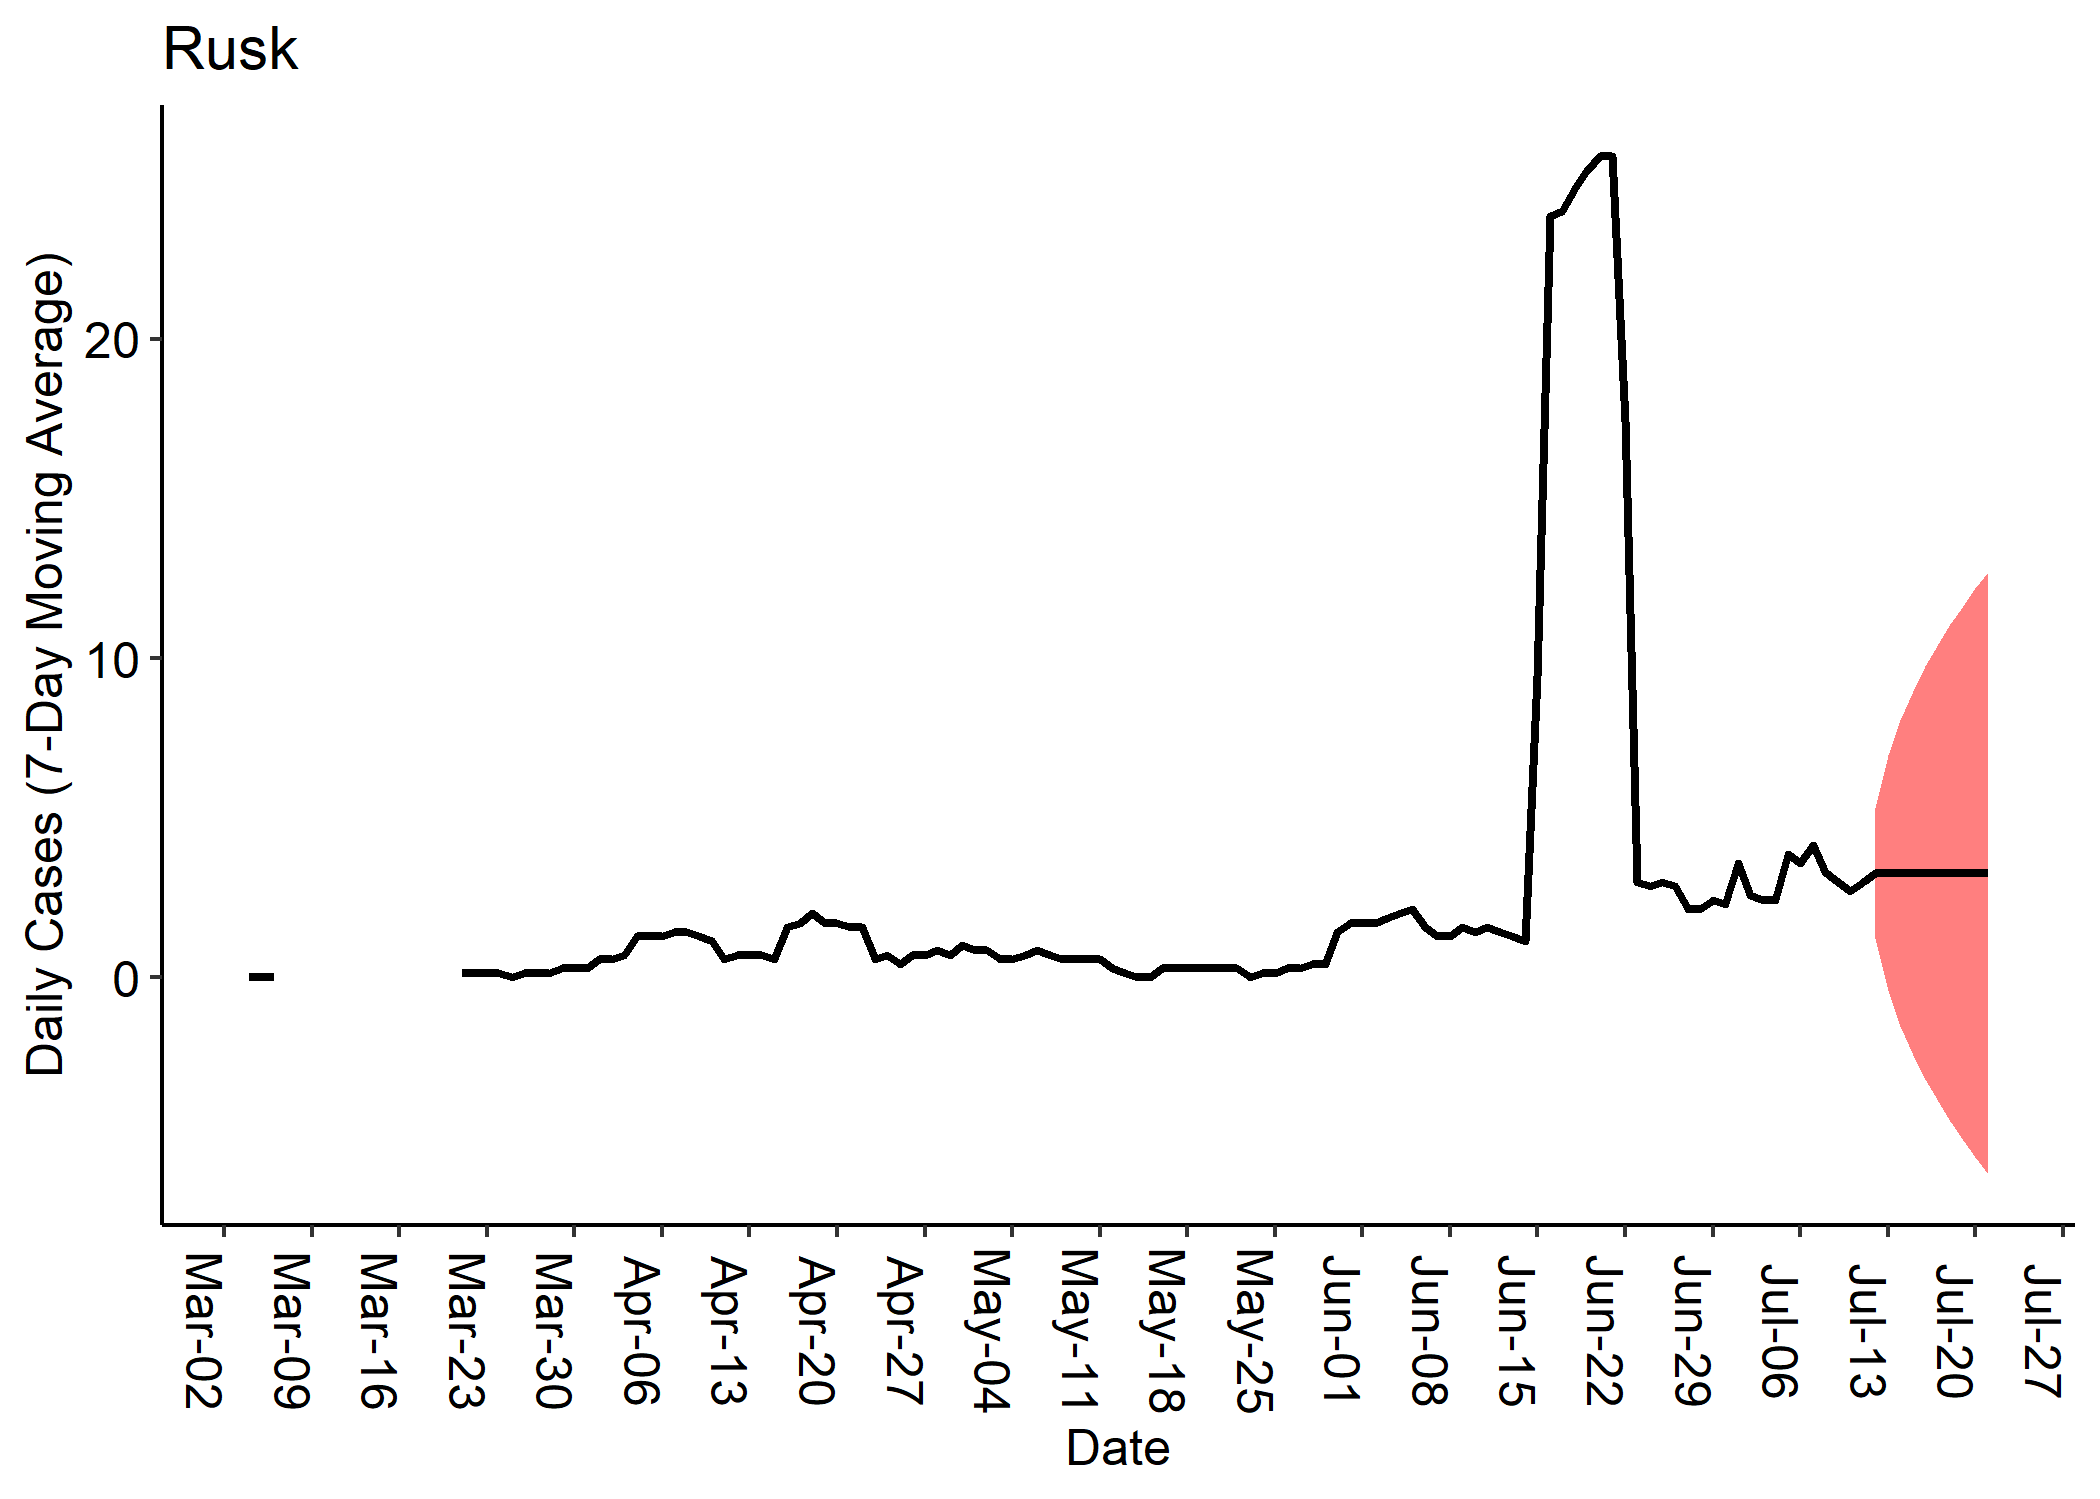 Rusk
Daily Cases (7-Day Moving Average)
20
10
0
Mar-02
Mar-09
Mar-16
Mar-23
Mar-30
Apr-06
Apr-13
Apr-20
Apr-27
May-04
May-11
May-18
May-25
Jun-01
Jun-08
Jun-15
Jun-22
Jun-29
Jul-06
Jul-13
Jul-20
Jul-27
Date